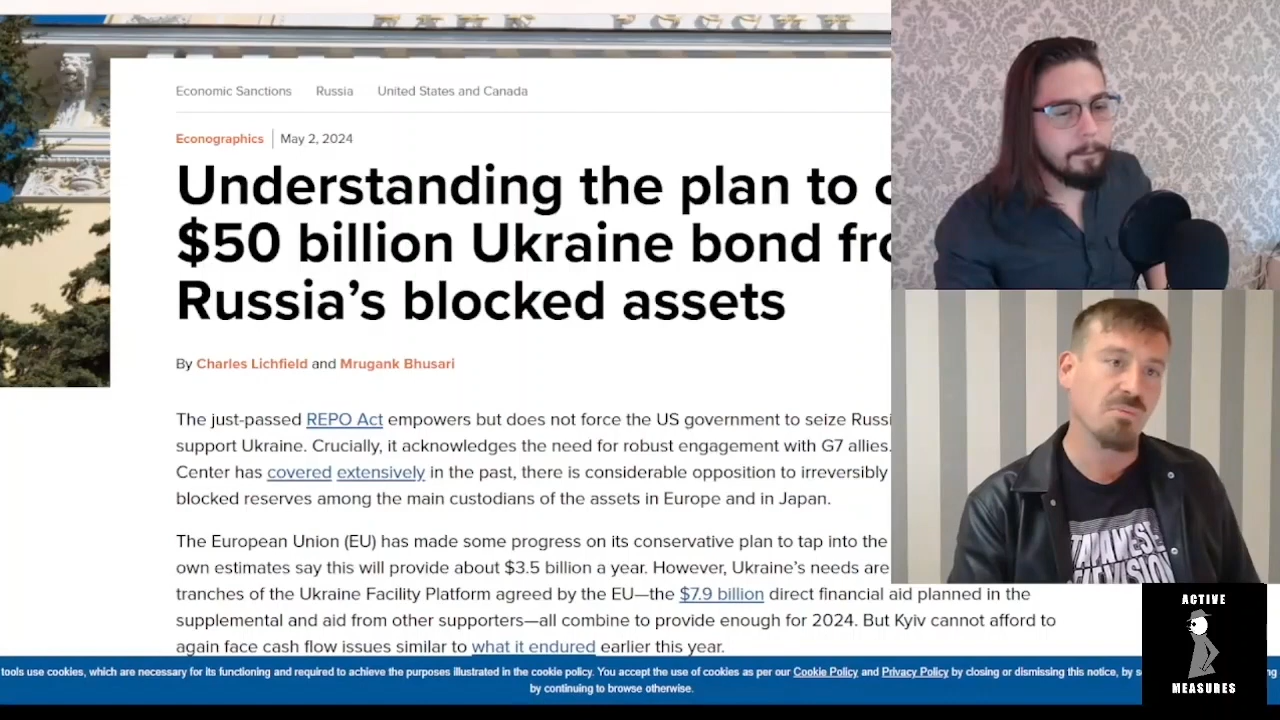 БАНК РОССИИ
Economic Sanctions Russia United States and Canada
Econographics May 2, 2024
Understanding the plan to
$50 billion Ukraine bond
Russia's blocked assets
By Charles Lichfield and Mrugank Bhusari
The just-passed REPO Act empowers but does not force the US government to seize
support Ukraine. Crucially, it acknowledges the need for robust engagement with G7 allies.
Center has covered extensively in the past, there is considerable opposition to irreversibly
blocked reserves among the main custodians of the assets in Europe and in Japan.
The European Union (EU) has made some progress on its conservative plan to tap into the
own estimates say this will provide about $3.5 billion a year. However, Ukraine's needs are
tranches of the Ukraine Facility Platform agreed by the EU—the $7.9 billion direct financial aid planned in the
supplemental and aid from other supporters—all combine to provide enough for 2024. But Kyiv cannot afford to
again face cash flow issues similar to what it endured earlier this year.
tools use cookies, which are necessary for its functioning and required to achieve the purposes illustrated in the cookie policy. You accept the use of cookies as per our Cookie Policy and Privacy Policy by closing or dismissing this notice, by
by continuing to browse otherwise.
ACTIVE
MEASURES